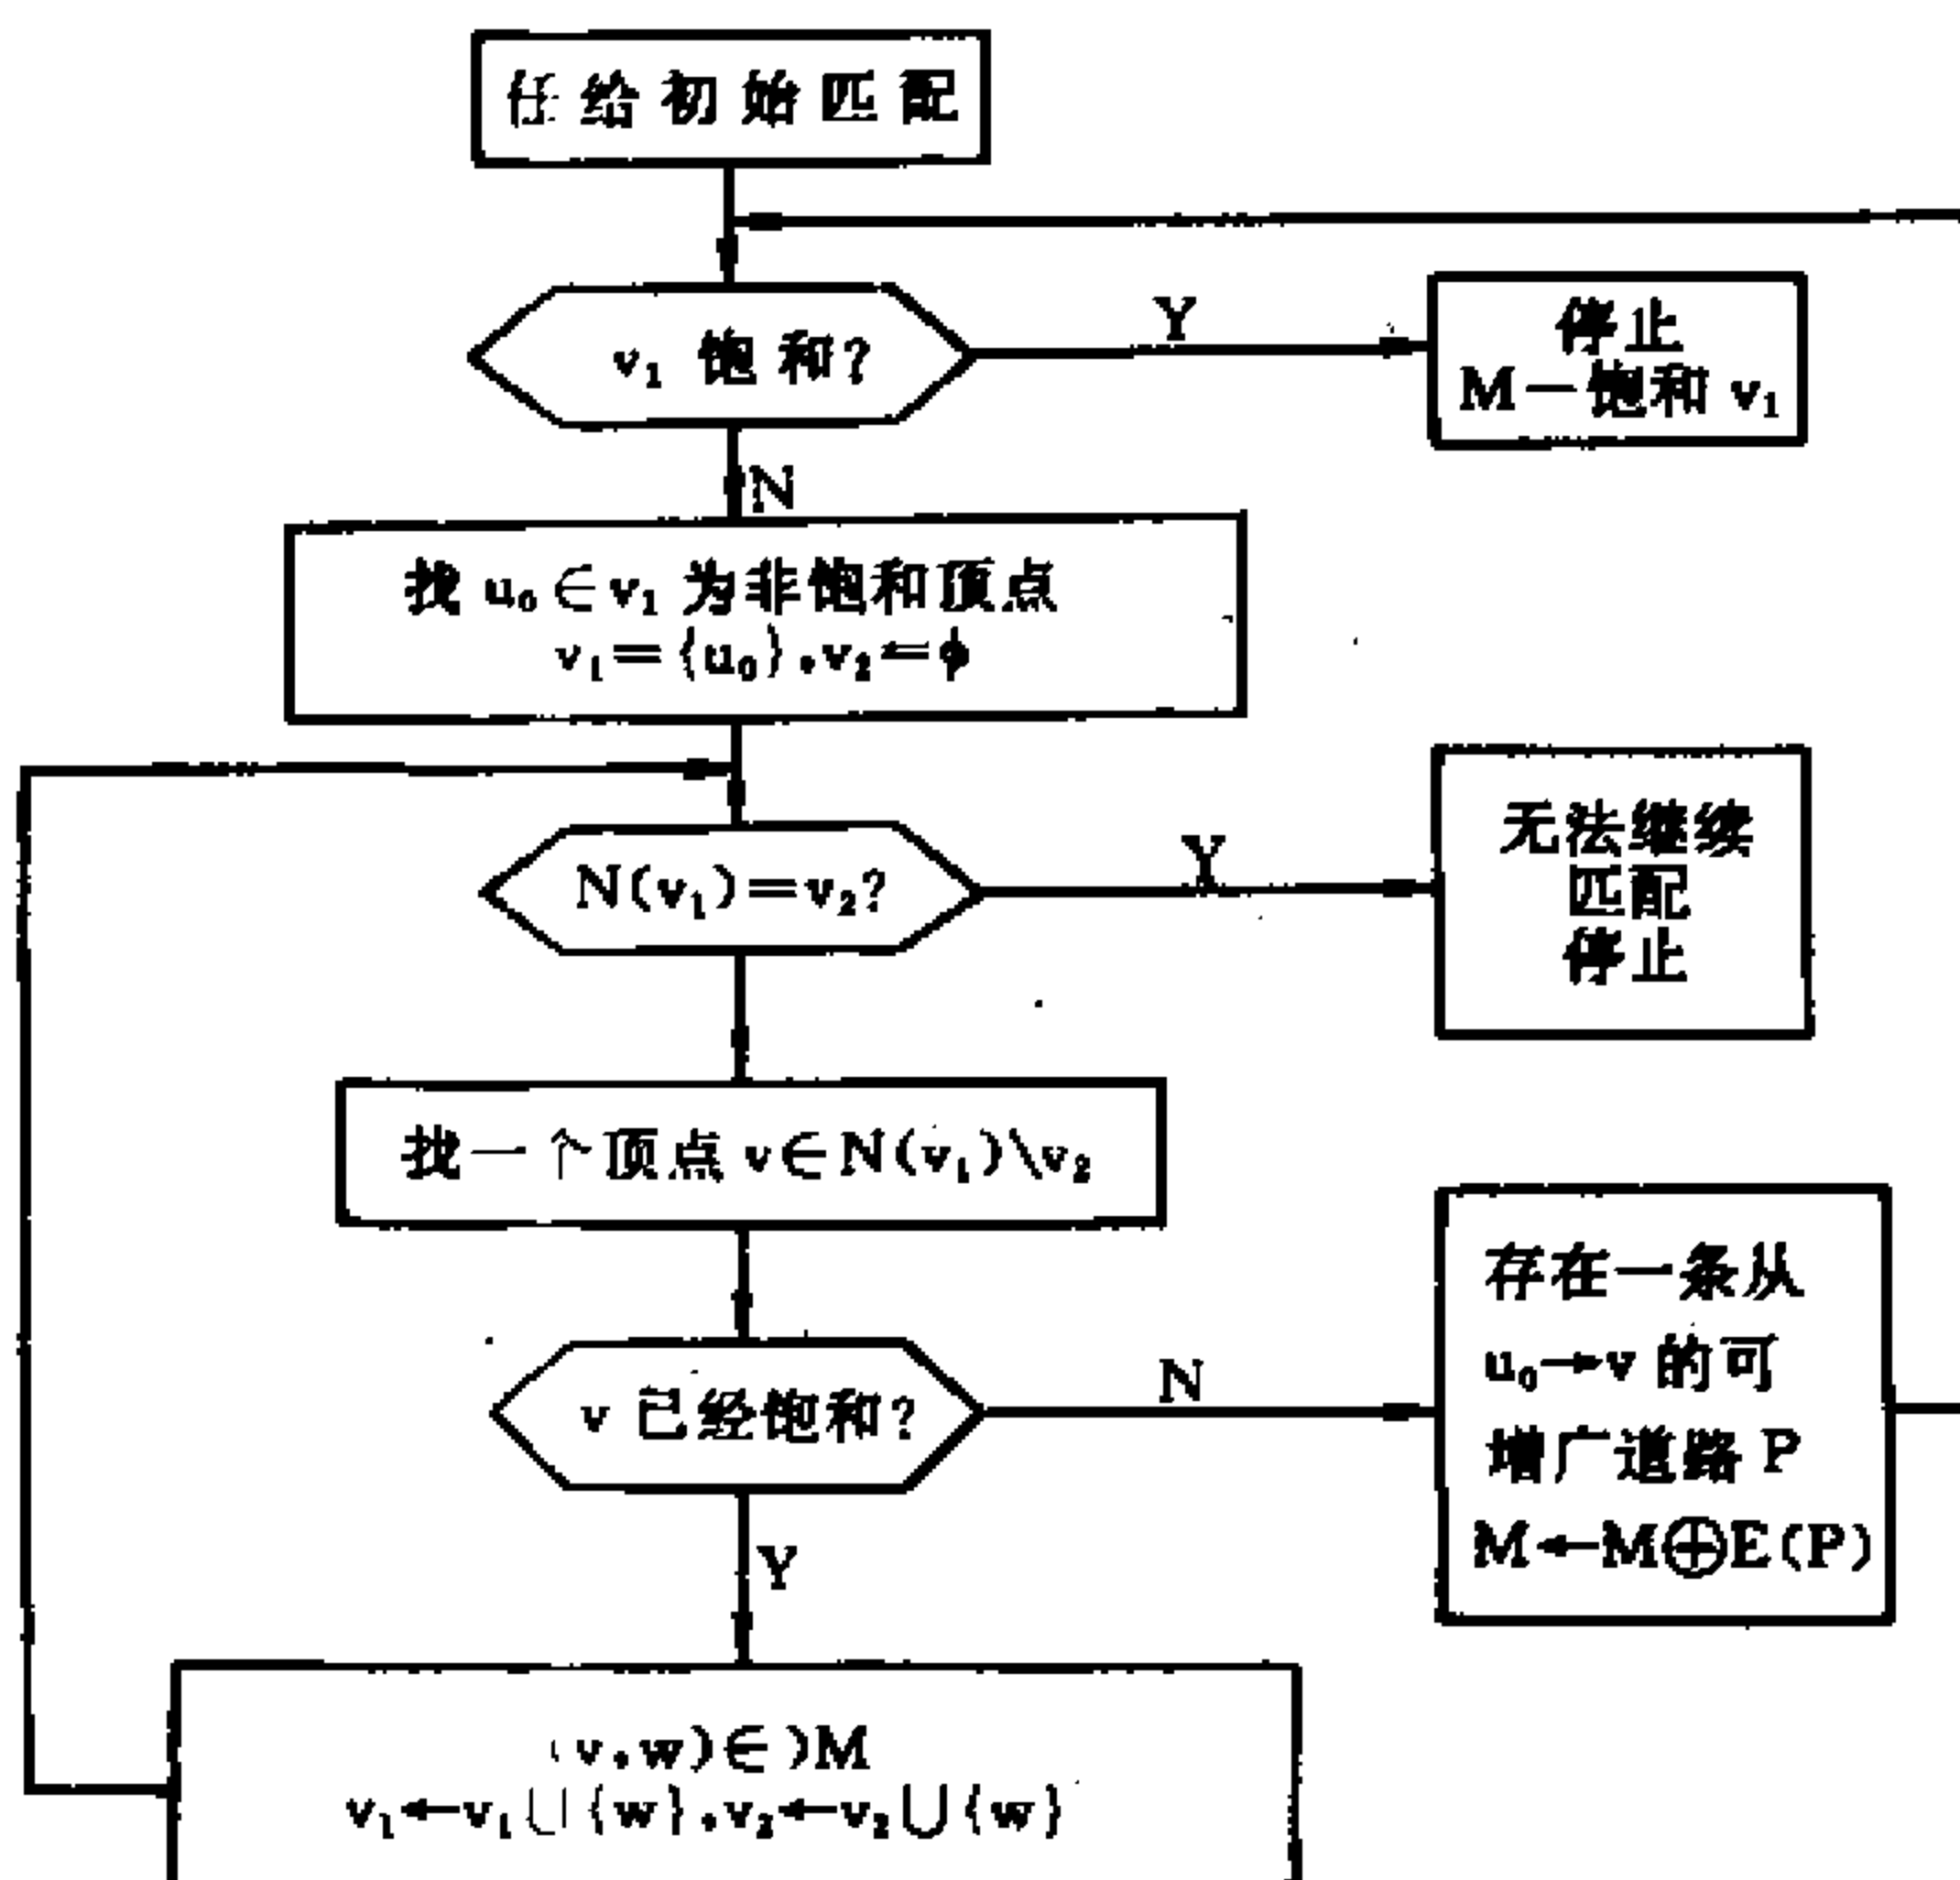 任给初始匹配
v₁ 饱和?
Y
停止
M—饱和 v₁
N
找 u₀∈v₁ 为非饱和顶点
v₁={u₀},v₂=φ
N(v₁)=v₂?
Y
无法继续
匹配
停止
找一个顶点 v∈N(v₁)\v₂
v 已经饱和?
N
存在一条从
u₀→v 的可
增广道路 P
M←M⊕E(P)
Y
(v,w)∈)M
v₁←v₁∪{w},v₂←v₂∪{w}